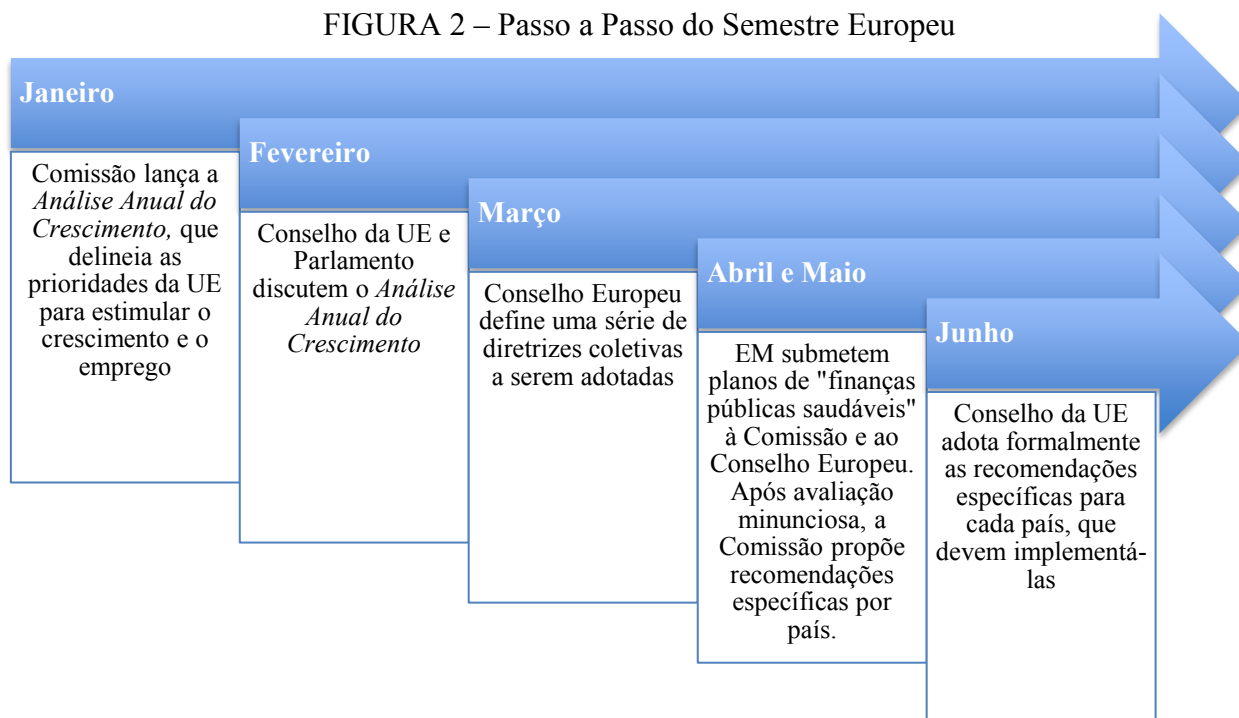 FIGURA 2 – Passo a Passo do Semestre Europeu
Janeiro
Comissão lança a
Análise Anual do
Crescimento, que
delineia as
prioridades da UE
para estimular o
crescimento e o
emprego
Fevereiro
Conselho da UE e
Parlamento
discutem o Análise
Anual do
Crescimento
Março
Conselho Europeu
define uma série de
diretrizes coletivas
a serem adotadas
Abril e Maio
EM submetem
planos de "finanças
públicas saudáveis"
à Comissão e ao
Conselho Europeu.
Após avaliação
minunciosa, a
Comissão propõe
recomendações
específicas por
país.
Junho
Conselho da UE
adota formalmente
as recomendações
específicas para
cada país, que
devem implementá-
las